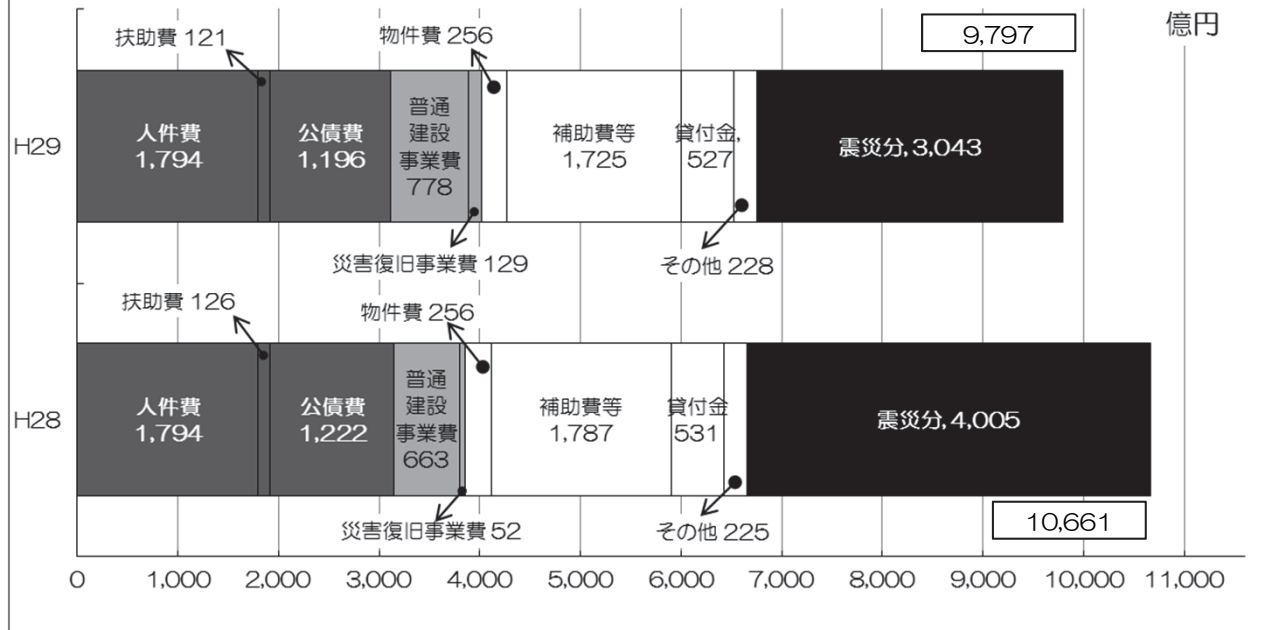 億円
9,797
扶助費 121
物件費 256
H29
人件費
1,794
公債費
1,196
普通
建設
事業費
778
補助費等
1,725
貸付金,
527
震災分, 3,043
災害復旧事業費 129
その他 228
扶助費 126
物件費 256
H28
人件費
1,794
公債費
1,222
普通
建設
事業費
663
補助費等
1,787
貸付金
531
震災分, 4,005
災害復旧事業費 52
その他 225
10,661
0 1,000 2,000 3,000 4,000 5,000 6,000 7,000 8,000 9,000 10,000 11,000